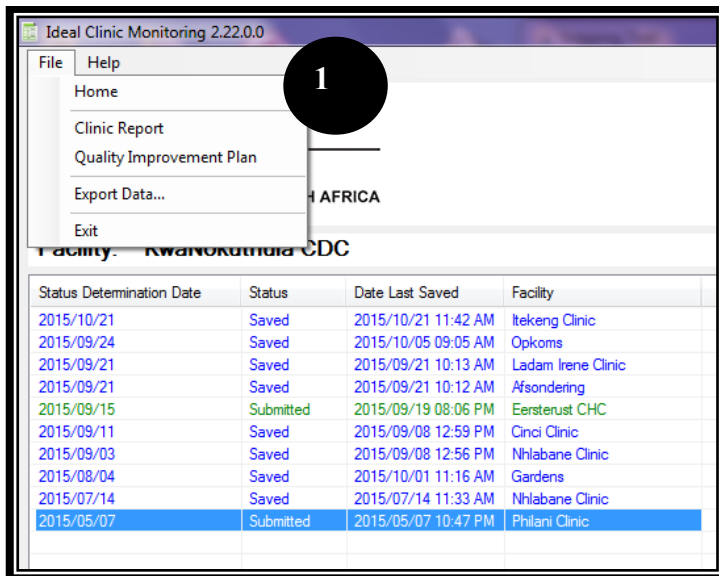 Ideal Clinic Monitoring 2.22.0.0
File Help
1
Home
Clinic Report
Quality Improvement Plan
Export Data...
H AFRICA
Exit
Facility: KwaNokuthula CDC
Status Determination Date Status Date Last Saved Facility
2015/10/21 Saved 2015/10/21 11:42 AM Itekeng Clinic
2015/09/24 Saved 2015/10/05 09:05 AM Opkoms
2015/09/21 Saved 2015/09/21 10:13 AM Ladam Irene Clinic
2015/09/21 Saved 2015/09/21 10:12 AM Afsondering
2015/09/15 Submitted 2015/09/19 08:06 PM Eersterust CHC
2015/09/11 Saved 2015/09/08 12:59 PM Cinci Clinic
2015/09/03 Saved 2015/09/08 12:56 PM Nhlabane Clinic
2015/08/04 Saved 2015/10/01 11:16 AM Gardens
2015/07/14 Saved 2015/07/14 11:33 AM Nhlabane Clinic
2015/05/07 Submitted 2015/05/07 10:47 PM Philani Clinic